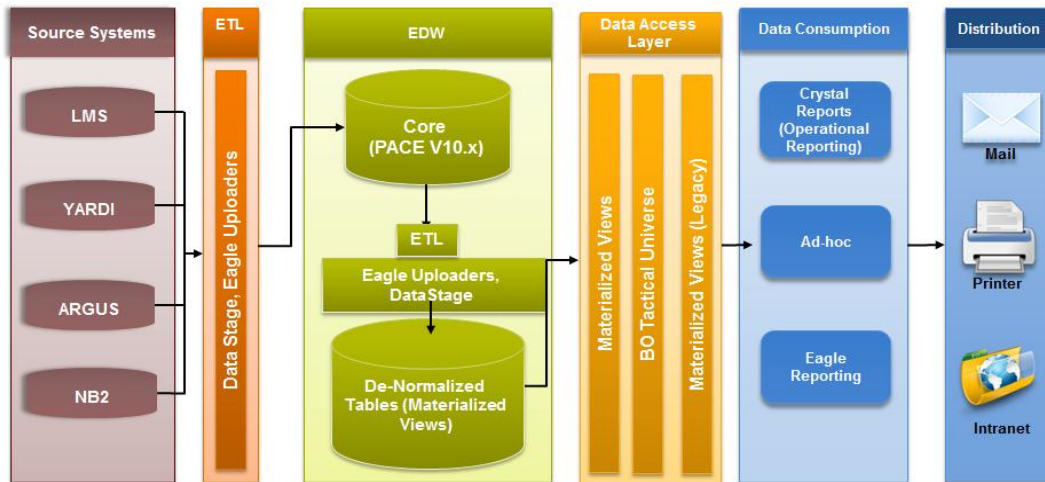 Source Systems
LMS
YARDI
ARGUS
NB2
ETL
Data Stage, Eagle Uploaders
EDW
Core
(PACE V10.x)
ETL
Eagle Uploaders,
DataStage
De-Normalized
Tables (Materialized
Views)
Data Access
Layer
Materialized Views
BO Tactical Universe
Materialized Views (Legacy)
Data Consumption
Crystal
Reports
(Operational
Reporting)
Ad-hoc
Eagle
Reporting
Distribution
Mail
Printer
Intranet